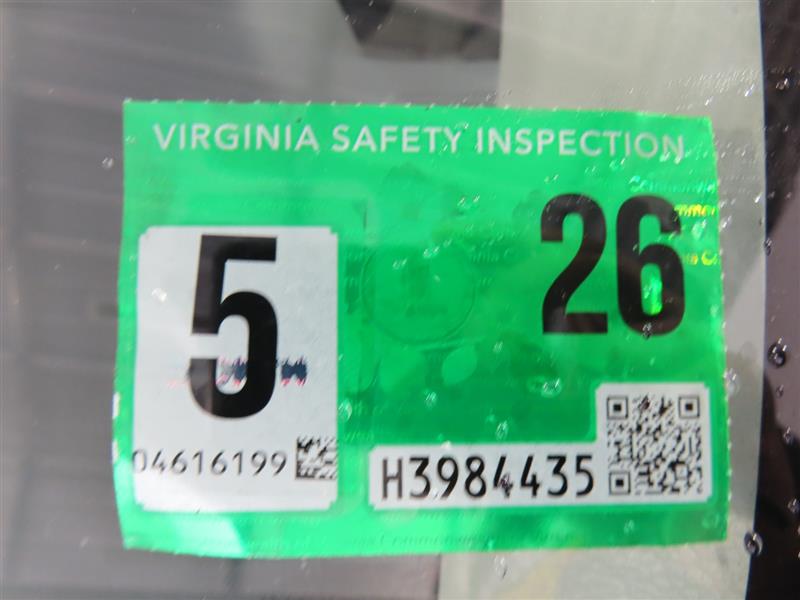 VIRGINIA SAFETY INSPECTION
5
26
04616199
H3984435